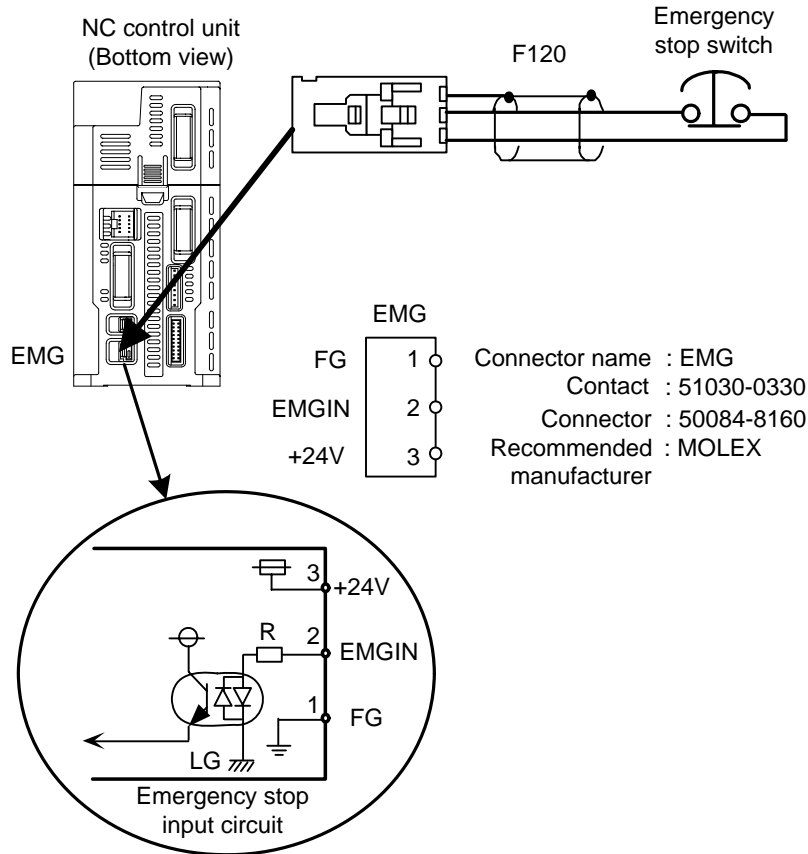 NC control unit
(Bottom view)
F120
Emergency
stop switch
EMG
EMG
FG 1
EMGIN 2
+24V 3
Connector name : EMG
Contact : 51030-0330
Connector : 50084-8160
Recommended : MOLEX
manufacturer
3 +24V
R 2 EMGIN
1 FG
LG
Emergency stop
input circuit